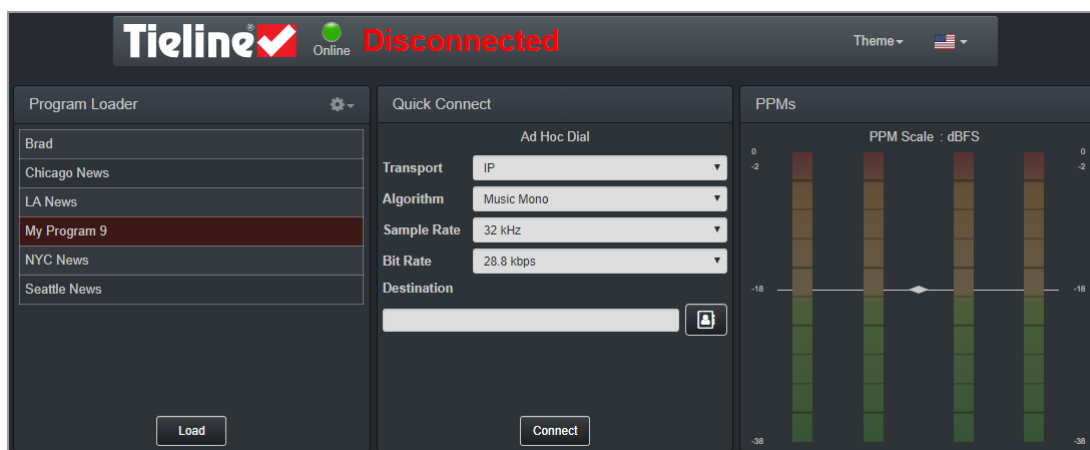 Tieline® Online Disconnected Theme
Program Loader
Brad
Chicago News
LA News
My Program 9
NYC News
Seattle News
Load
Quick Connect
Ad Hoc Dial
Transport IP
Algorithm Music Mono
Sample Rate 32 kHz
Bit Rate 28.8 kbps
Destination
Connect
PPMs
PPM Scale : dBFS
0 0
-2 -2
-18 -18
-38 -38